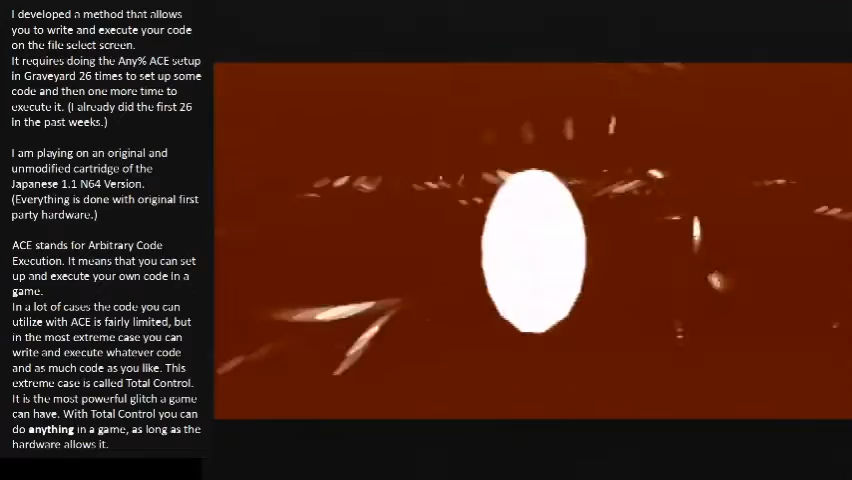 I developed a method that allows
you to write and execute your code
on the file select screen.
It requires doing the Any% ACE setup
in Graveyard 26 times to set up some
code and then one more time to
execute it. (I already did the first 26
in the past weeks.)
I am playing on an original and
unmodified cartridge of the
Japanese 1.1 N64 Version.
(Everything is done with original first
party hardware.)
ACE stands for Arbitrary Code
Execution. It means that you can set
up and execute your own code in a
game.
In a lot of cases the code you can
utilize with ACE is fairly limited, but
in the most extreme case you can
write and execute whatever code
and as much code as you like. This
extreme case is called Total Control.
It is the most powerful glitch a game
can have. With Total Control you can
do anything in a game, as long as the
hardware allows it.